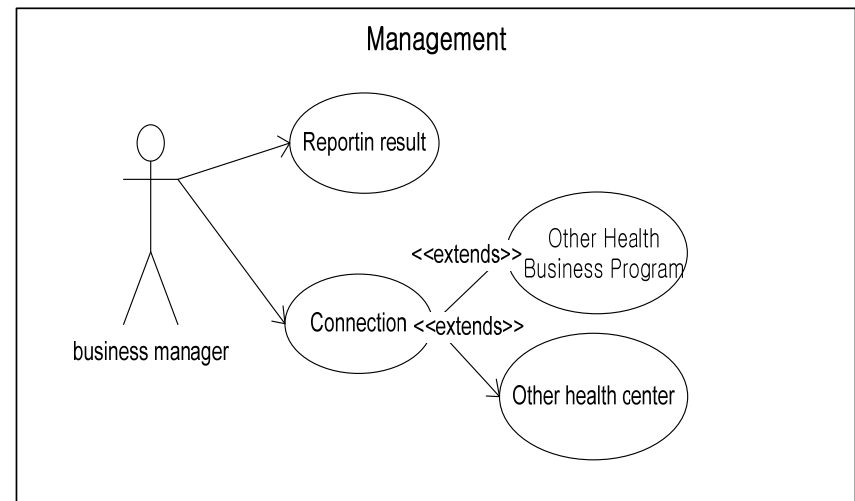 Management
Reportin result
<<extends>>
Other Health
Business Program
Connection
<<extends>>
business manager
Other health center